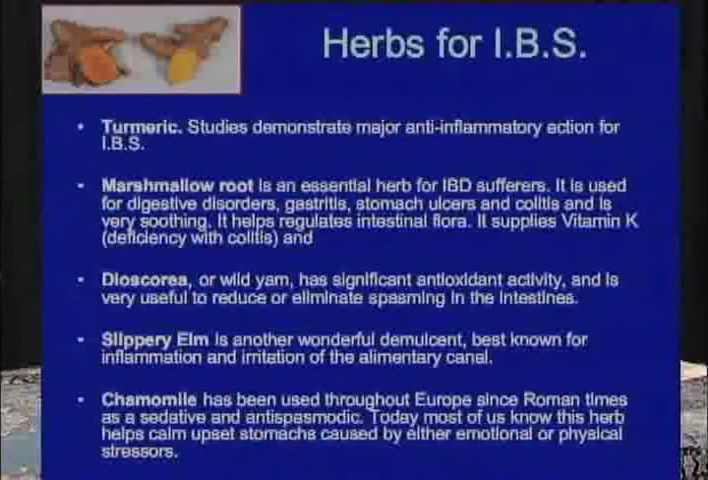 Herbs for I.B.S.
• Turmeric. Studies demonstrate major anti-inflammatory action for
I.B.S.
• Marshmallow root is an essential herb for IBD sufferers. It is used
for digestive disorders, gastritis, stomach ulcers and colitis and is
very soothing. It helps regulates intestinal flora. It supplies Vitamin K
(deficiency with colitis) and
• Dioscorea, or wild yam, has significant antioxidant activity, and is
very useful to reduce or eliminate spasming in the intestines.
• Slippery Elm is another wonderful demulcent, best known for
inflammation and irritation of the alimentary canal.
• Chamomile has been used throughout Europe since Roman times
as a sedative and antispasmodic. Today most of us know this herb
helps calm upset stomachs caused by either emotional or physical
stressors.